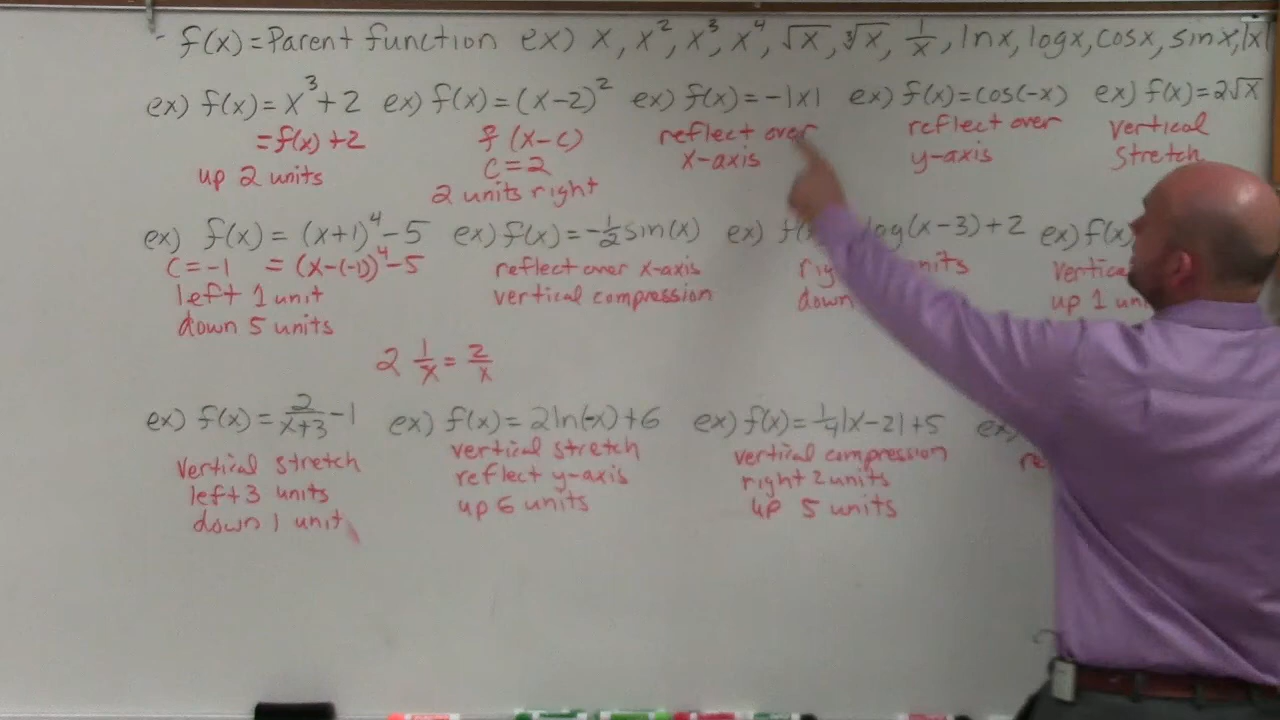 - f(x) = Parent function ex) x, x², x³, x⁴, √x, ∛x, 1/x, ln x, log x, cos x, sin x, |x|
ex) f(x) = x³ + 2 ex) f(x) = (x-2)² ex) f(x) = -|x| ex) f(x) = cos(-x) ex) f(x) = 2√x
= f(x) + 2
up 2 units
f (x-c)
c = 2
2 units right
reflect over
x-axis
reflect over
y-axis
vertical
stretch
ex) f(x) = (x+1)⁴ - 5 ex) f(x) = -½ sin(x) ex) log(x-3) + 2 ex) f(x)
c = -1 = (x-(-1))⁴ - 5
left 1 unit
down 5 units
reflect over x-axis
vertical compression
down
up 1
2 1/x = 2/x
ex) f(x) = 2/(x+3) - 1 ex) f(x) = 2ln(-x) + 6 ex) f(x) = ¼|x-2| + 5
vertical stretch
left 3 units
down 1 unit
vertical stretch
reflect y-axis
up 6 units
vertical compression
right 2 units
up 5 units